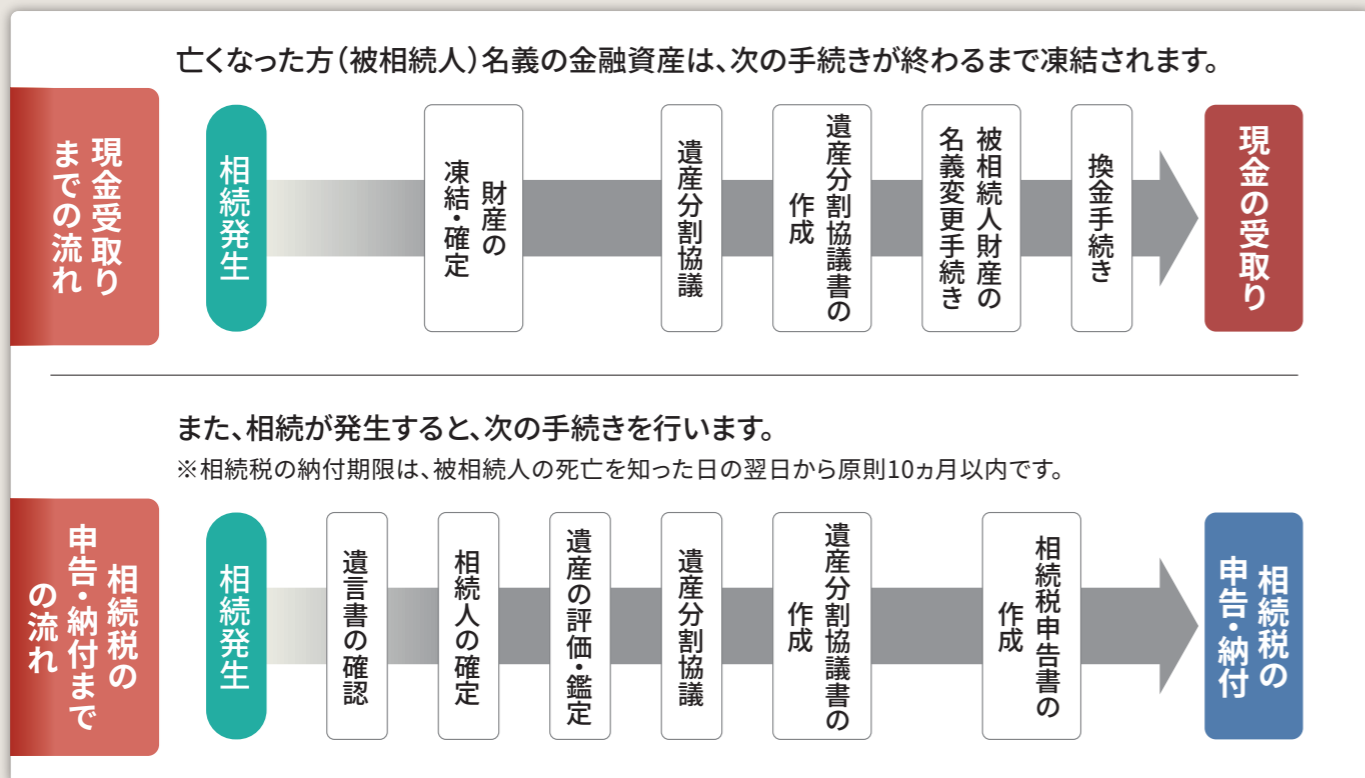 亡くなった方(被相続人)名義の金融資産は、次の手続きが終わるまで凍結されます。
現金受取り
までの流れ
相続発生
財産の
凍結・確定
遺産分割協議
遺産分割協議書の
作成
被相続人財産の
名義変更手続き
換金手続き
現金の受取り
また、相続が発生すると、次の手続きを行います。
※相続税の納付期限は、被相続人の死亡を知った日の翌日から原則10ヵ月以内です。
相続税の
申告・納付まで
の流れ
相続発生
遺言書の確認
相続人の確定
遺産の評価・鑑定
遺産分割協議
遺産分割協議書の
作成
相続税申告書の
作成
相続税の
申告・納付